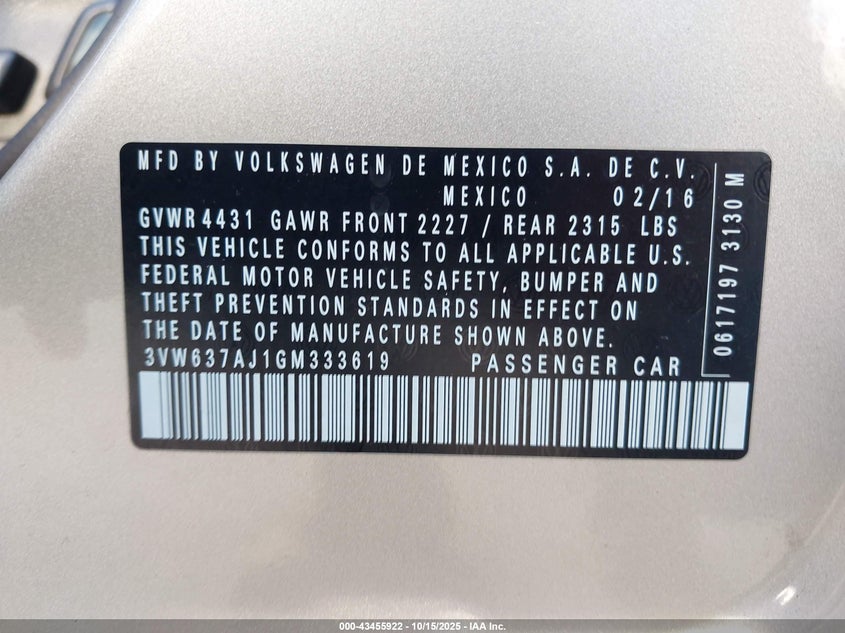 MFD BY VOLKSWAGEN DE MEXICO S.A. DE C.V.
MEXICO 02/16
GVWR 4431 GAWR FRONT 2227 / REAR 2315 LBS
THIS VEHICLE CONFORMS TO ALL APPLICABLE U.S.
FEDERAL MOTOR VEHICLE SAFETY, BUMPER AND
THEFT PREVENTION STANDARDS IN EFFECT ON
THE DATE OF MANUFACTURE SHOWN ABOVE.
3VW637AJ1GM333619 PASSENGER CAR
0617197 3130 M
000-43455922 - 10/15/2025 - IAA Inc.